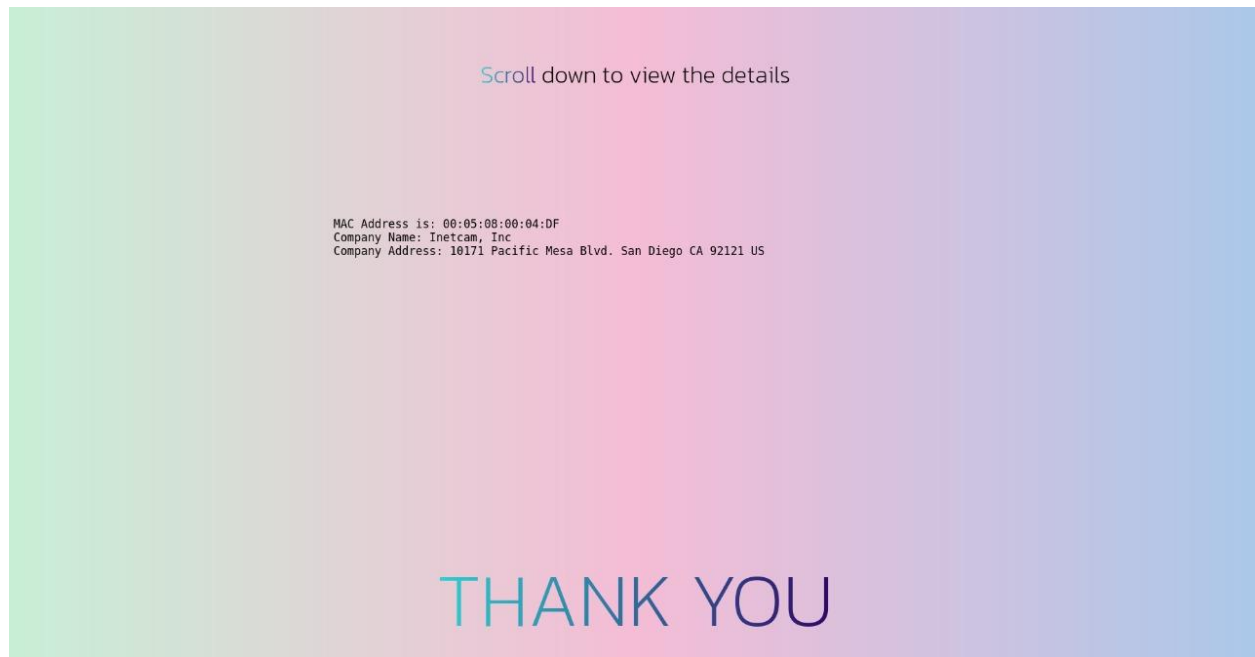 Scroll down to view the details
MAC Address is: 00:05:08:00:04:DF
Company Name: Inetcam, Inc
Company Address: 10171 Pacific Mesa Blvd. San Diego CA 92121 US
THANK YOU